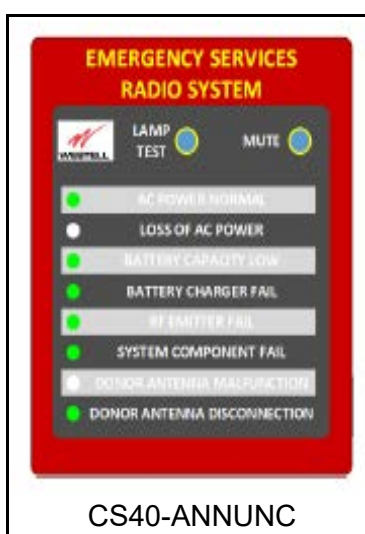 EMERGENCY SERVICES
RADIO SYSTEM
WESTELL
LAMP
TEST
MUTE
AC POWER NORMAL
LOSS OF AC POWER
BATTERY CAPACITY LOW
BATTERY CHARGER FAIL
RF EMITTER FAIL
SYSTEM COMPONENT FAIL
DONOR ANTENNA MALFUNCTION
DONOR ANTENNA DISCONNECTION
CS40-ANNUNC